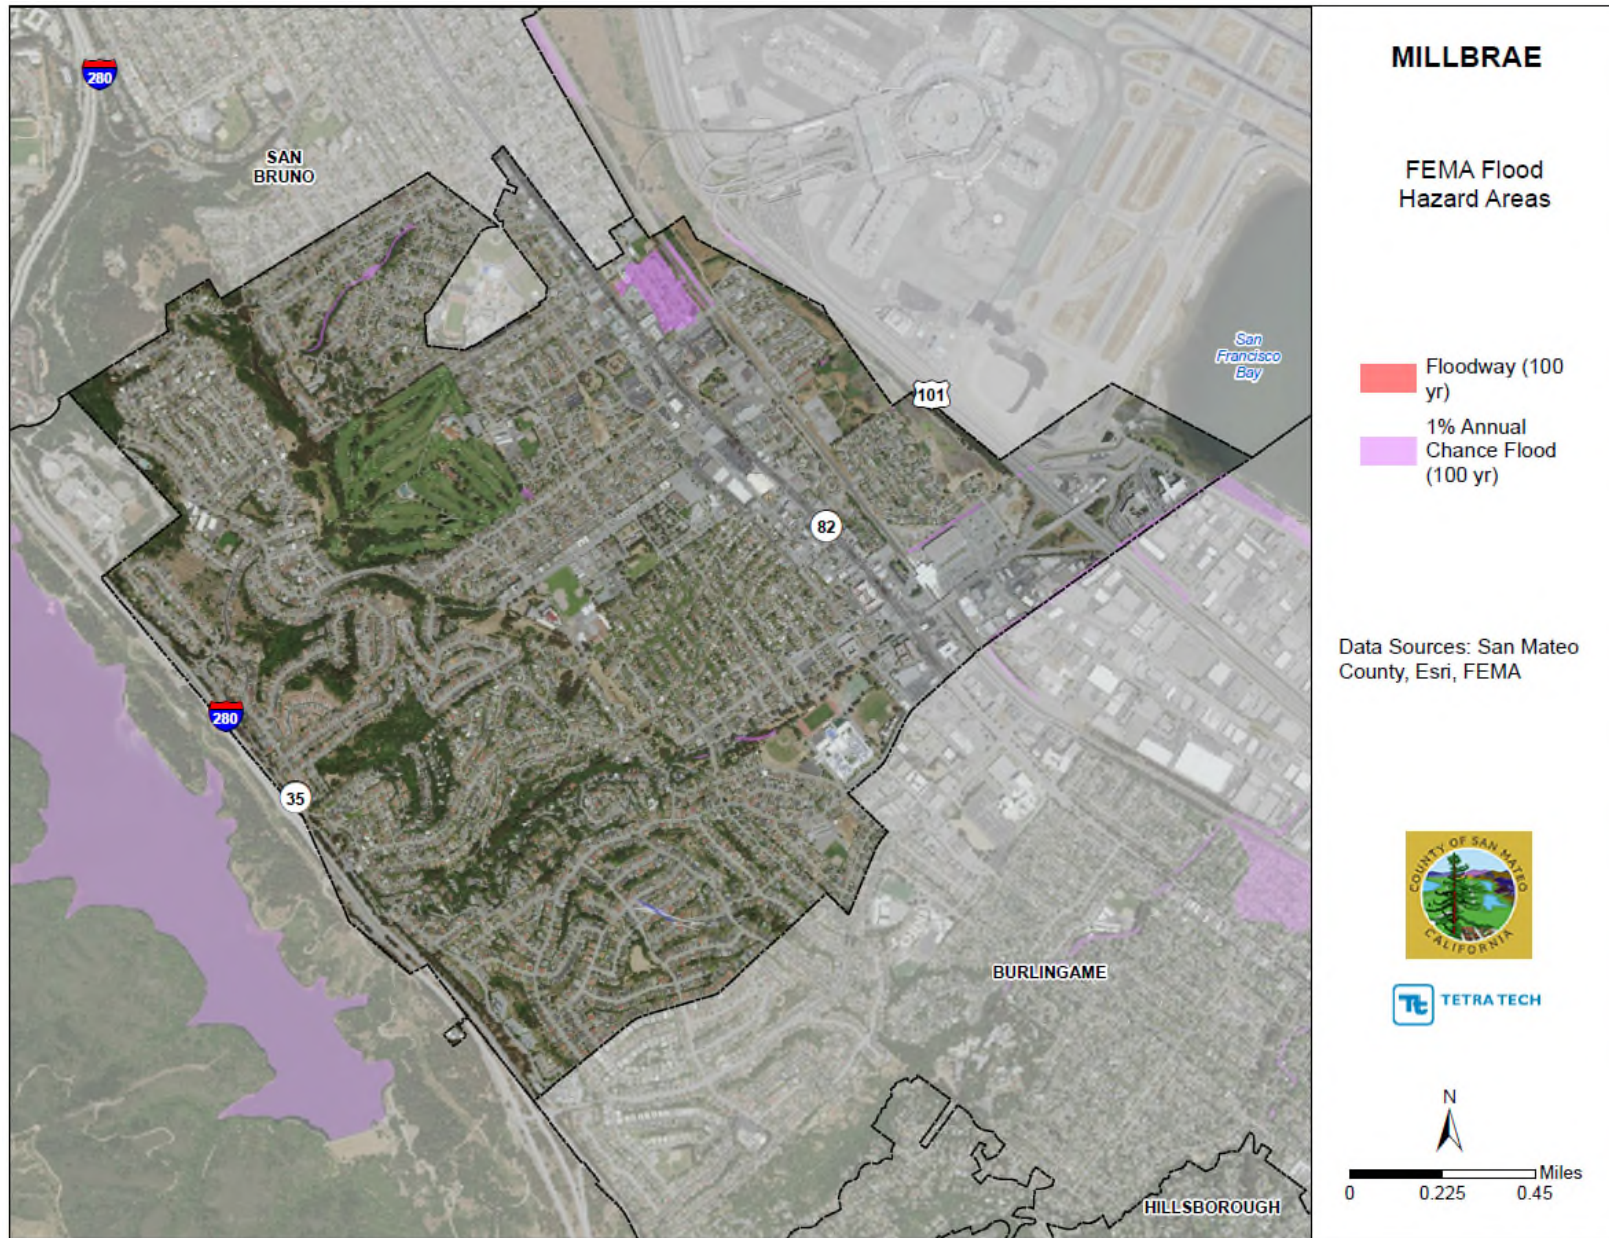 MILLBRAE
FEMA Flood
Hazard Areas
Floodway (100
yr)
1% Annual
Chance Flood
(100 yr)
Data Sources: San Mateo
County, Esri, FEMA
COUNTY OF SAN MATEO
CALIFORNIA
Tt TETRA TECH
N
Miles
0 0.225 0.45
280
SAN
BRUNO
San
Francisco
Bay
101
82
280
35
BURLINGAME
HILLSBOROUGH